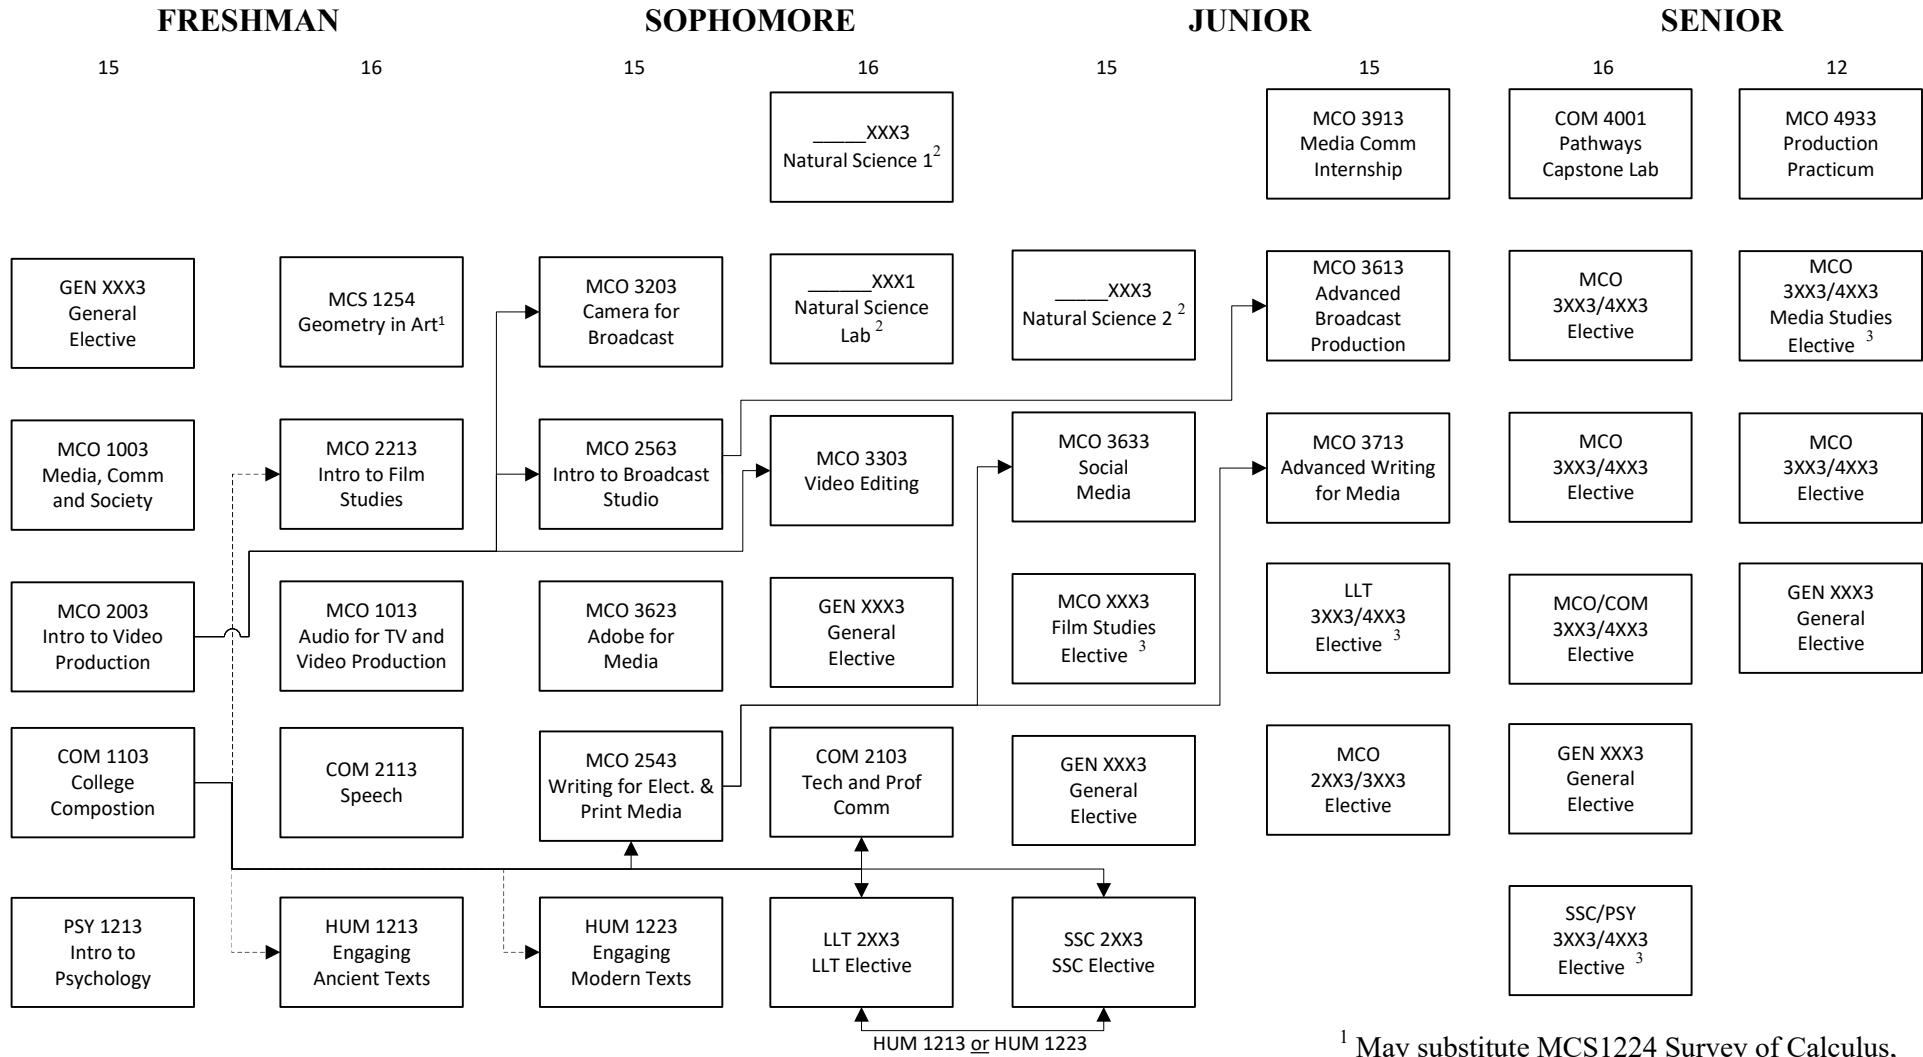 FRESHMAN
SOPHOMORE
JUNIOR
SENIOR
15
16
15
16
15
15
16
12
_____XXX3
Natural Science 1²
MCO 3913
Media Comm
Internship
COM 4001
Pathways
Capstone Lab
MCO 4933
Production
Practicum
GEN XXX3
General
Elective
MCS 1254
Geometry in Art¹
MCO 3203
Camera for
Broadcast
______XXX1
Natural Science
Lab ²
_____XXX3
Natural Science 2 ²
MCO 3613
Advanced
Broadcast
Production
MCO
3XX3/4XX3
Elective
MCO
3XX3/4XX3
Media Studies
Elective ³
MCO 1003
Media, Comm
and Society
MCO 2213
Intro to Film
Studies
MCO 2563
Intro to Broadcast
Studio
MCO 3303
Video Editing
MCO 3633
Social
Media
MCO 3713
Advanced Writing
for Media
MCO
3XX3/4XX3
Elective
MCO
3XX3/4XX3
Elective
MCO 2003
Intro to Video
Production
MCO 1013
Audio for TV and
Video Production
MCO 3623
Adobe for
Media
GEN XXX3
General
Elective
MCO XXX3
Film Studies
Elective ³
LLT
3XX3/4XX3
Elective ³
MCO/COM
3XX3/4XX3
Elective
GEN XXX3
General
Elective
COM 1103
College
Compostion
COM 2113
Speech
MCO 2543
Writing for Elect. &
Print Media
COM 2103
Tech and Prof
Comm
GEN XXX3
General
Elective
MCO
2XX3/3XX3
Elective
GEN XXX3
General
Elective
PSY 1213
Intro to
Psychology
HUM 1213
Engaging
Ancient Texts
HUM 1223
Engaging
Modern Texts
LLT 2XX3
LLT Elective
SSC 2XX3
SSC Elective
SSC/PSY
3XX3/4XX3
Elective ³
HUM 1213 or HUM 1223
¹ May substitute MCS1224 Survey of Calculus,